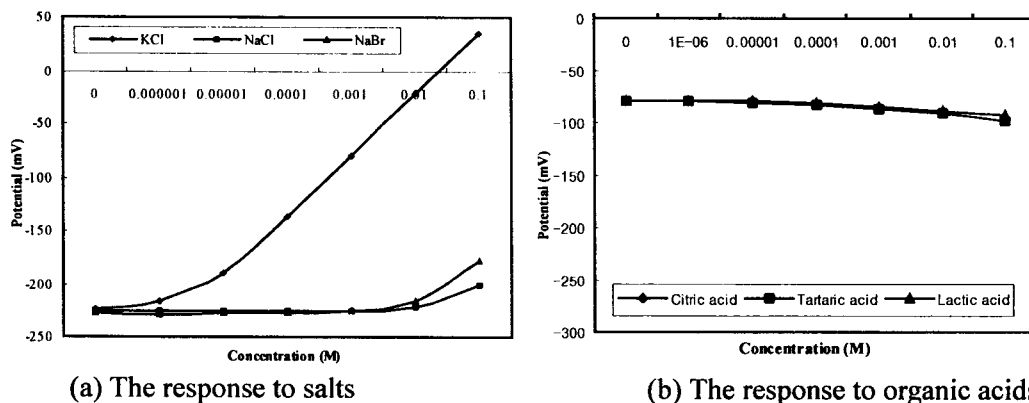 50
0
-50
-100
-150
-200
-250
Potential (mV)
KCl NaCl NaBr
0 0.000001 0.00001 0.0001 0.001 0.01 0.1
Concentration (M)
(a) The response to salts
0
-50
-100
-150
-200
-250
-300
Potential (mV)
0 1E-06 0.00001 0.0001 0.001 0.01 0.1
Citric acid Tartaric acid Lactic acid
Concentration (M)
(b) The response to organic acids